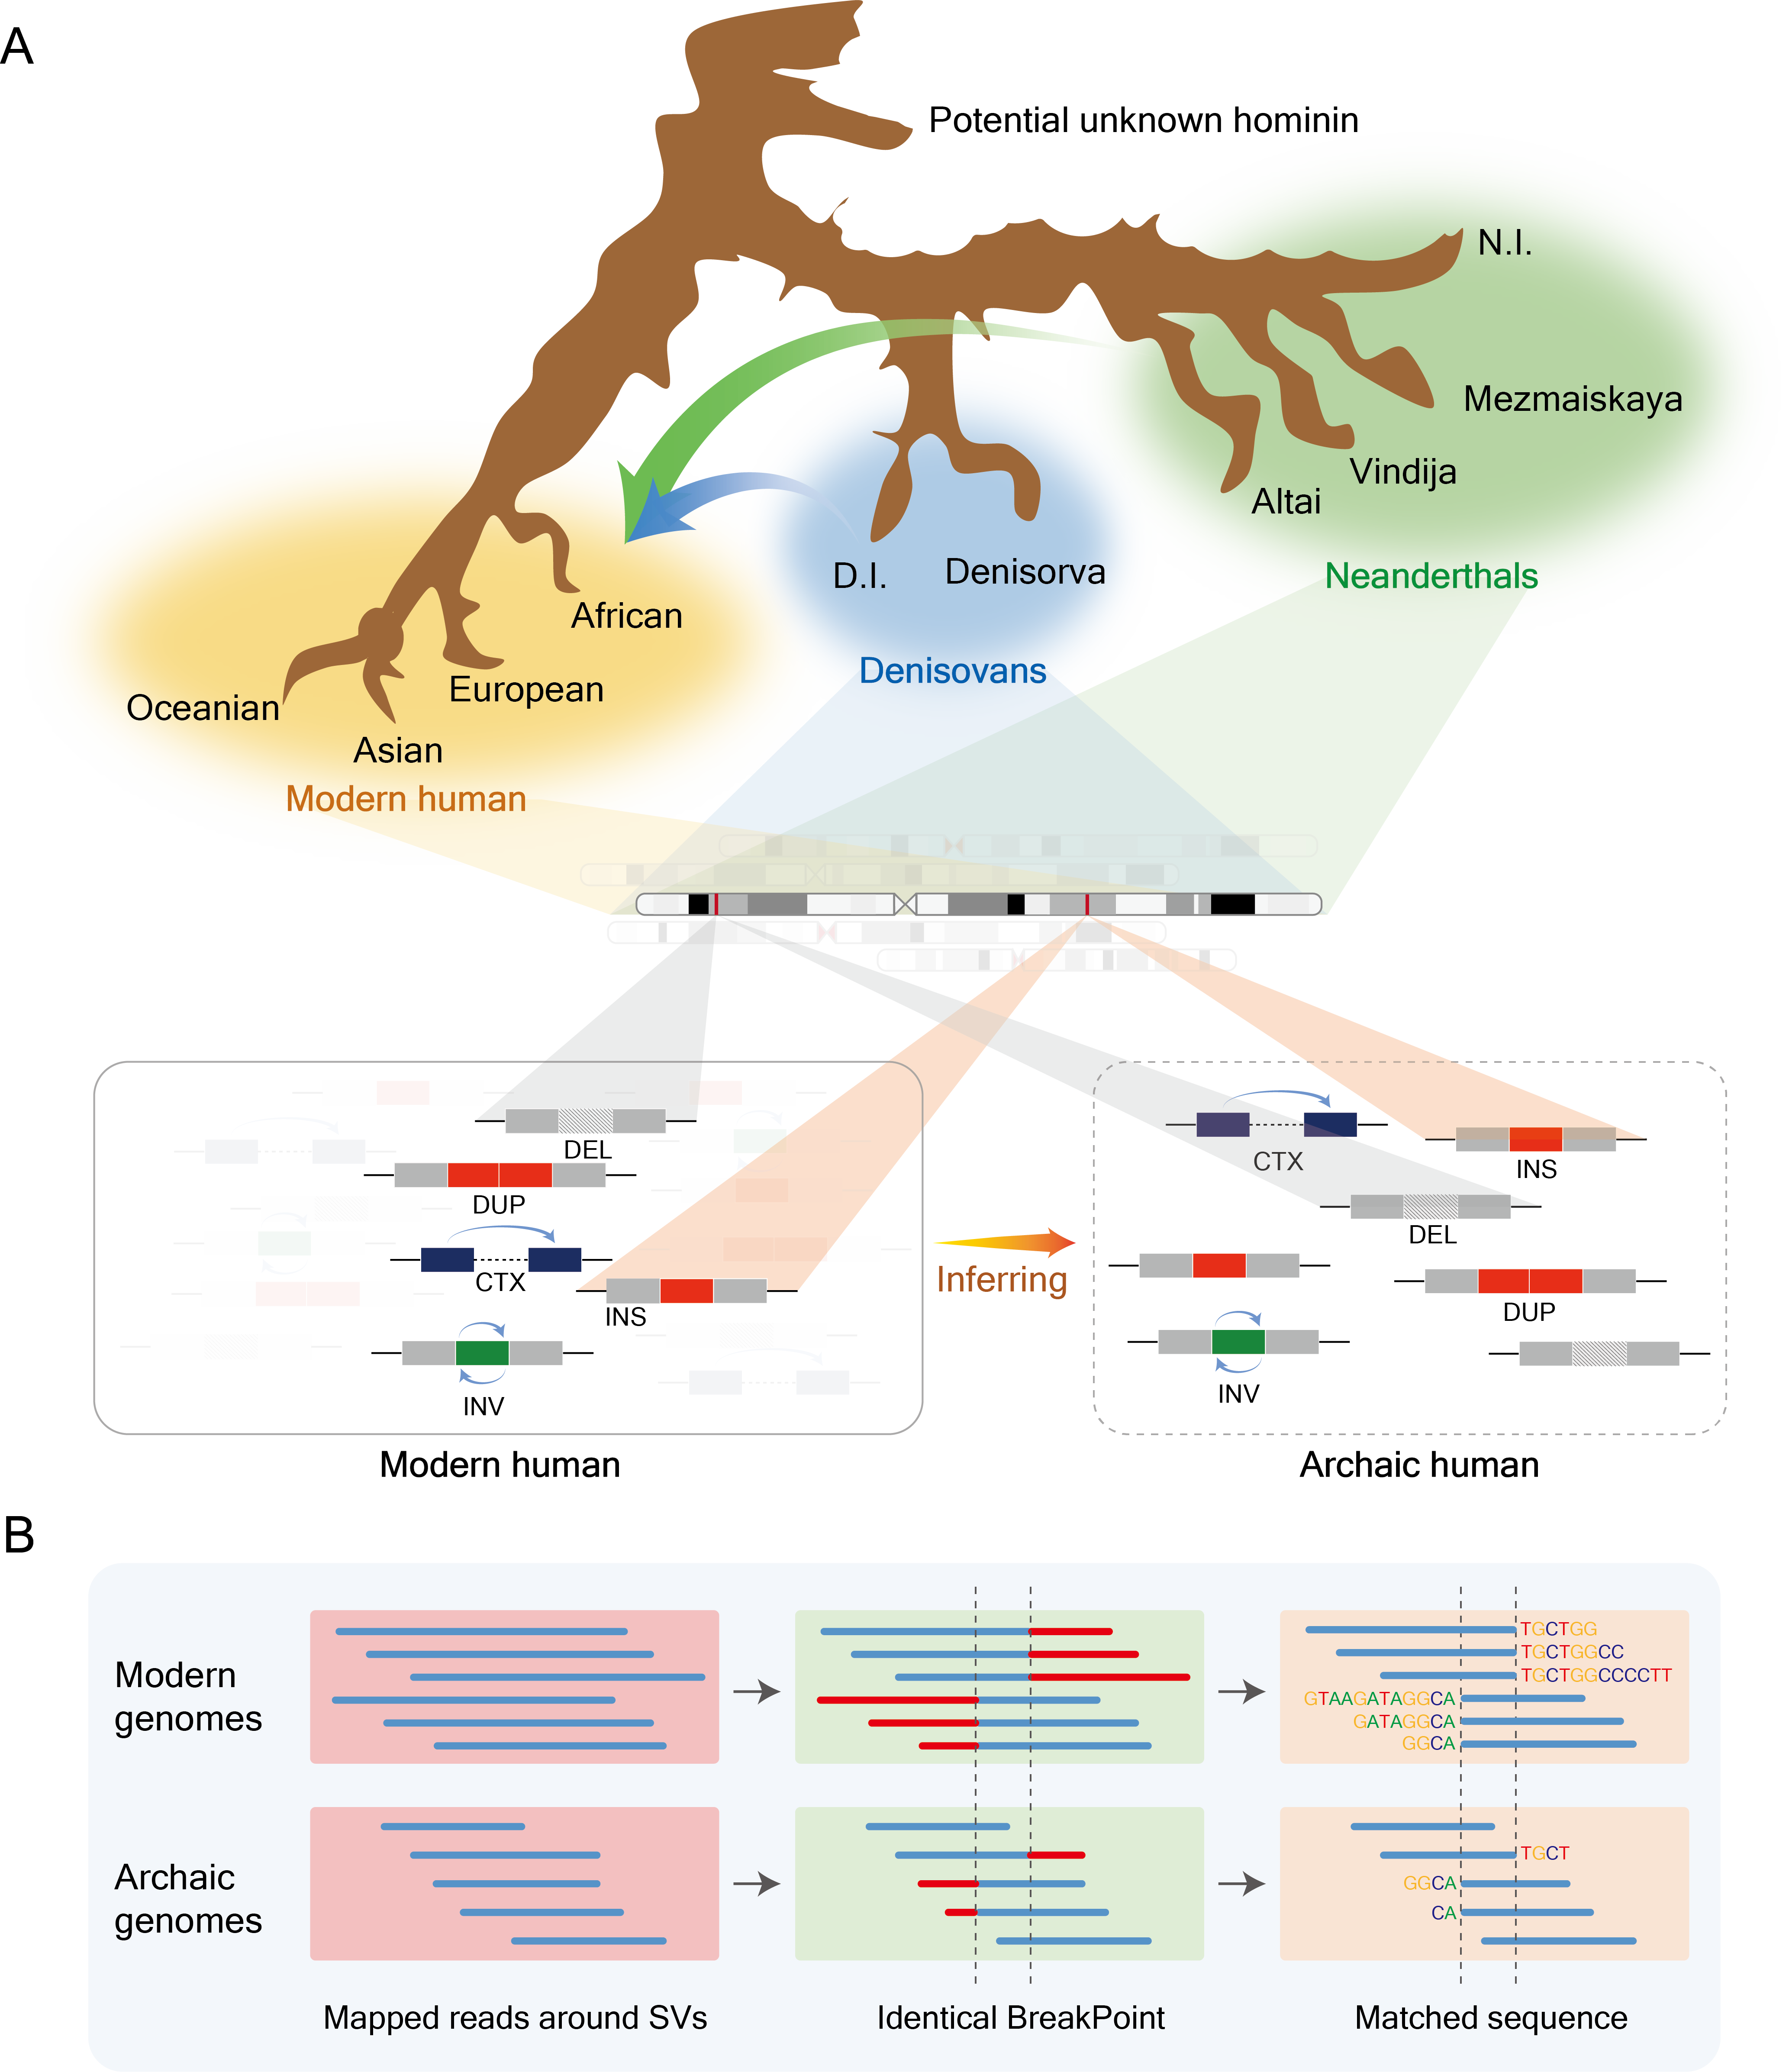 A
Potential unknown hominin
N.I.
Mezmaiskaya
Vindija
Altai
Neanderthals
D.I.
Denisorva
Denisovans
African
European
Oceanian
Asian
Modern human
DEL
DUP
CTX
INS
INV
Modern human
Inferring
CTX
INS
DEL
DUP
INV
Archaic human
B
Modern
genomes
TGCTGG
TGCTGGCC
TGCTGGCCCCTT
GTAAGATAGGCA
GATAGGCA
GGCA
Archaic
genomes
TGCT
GGCA
CA
Mapped reads around SVs
Identical BreakPoint
Matched sequence